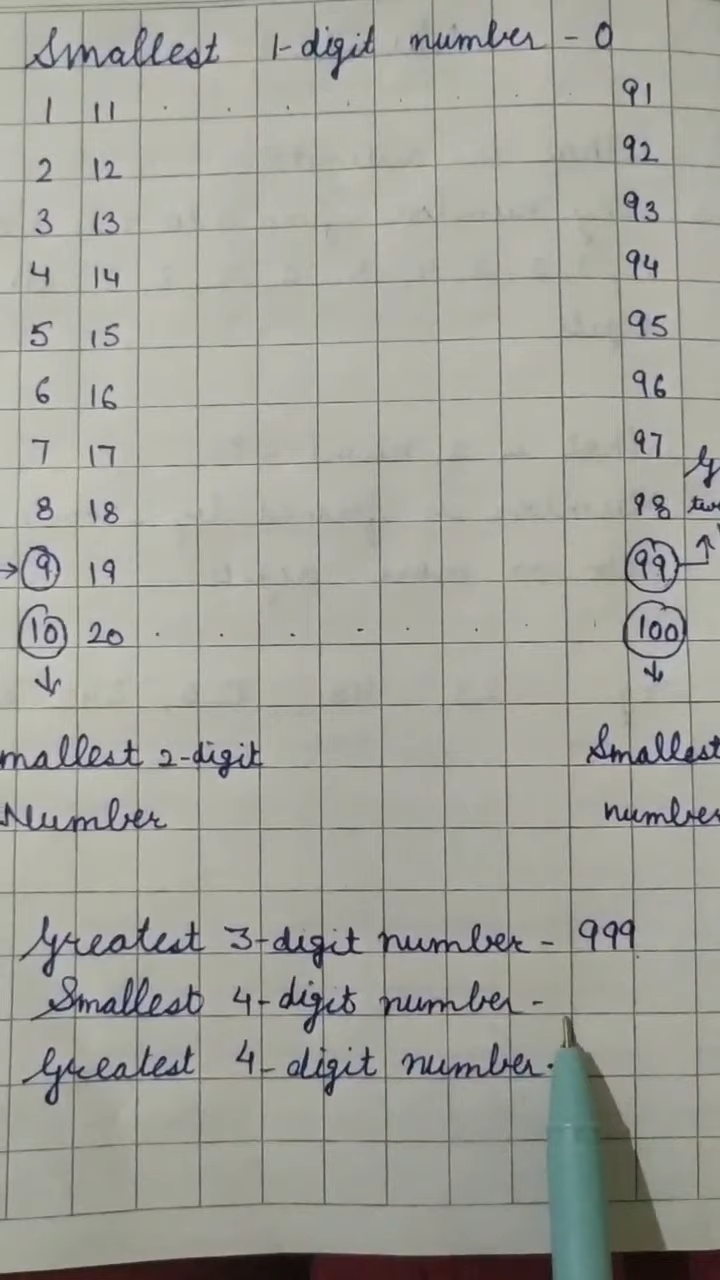 Smallest 1-digit number - 0
1 11 . . . . . . . 91
2 12 92
3 13 93
4 14 94
5 15 95
6 16 96
7 17 97
8 18 98
→ 9 19 99
10 20 . . . . . . . . 100
mallest 2-digit Smallest
Number number
Greatest 3-digit number - 999
Smallest 4-digit number -
Greatest 4-digit number -